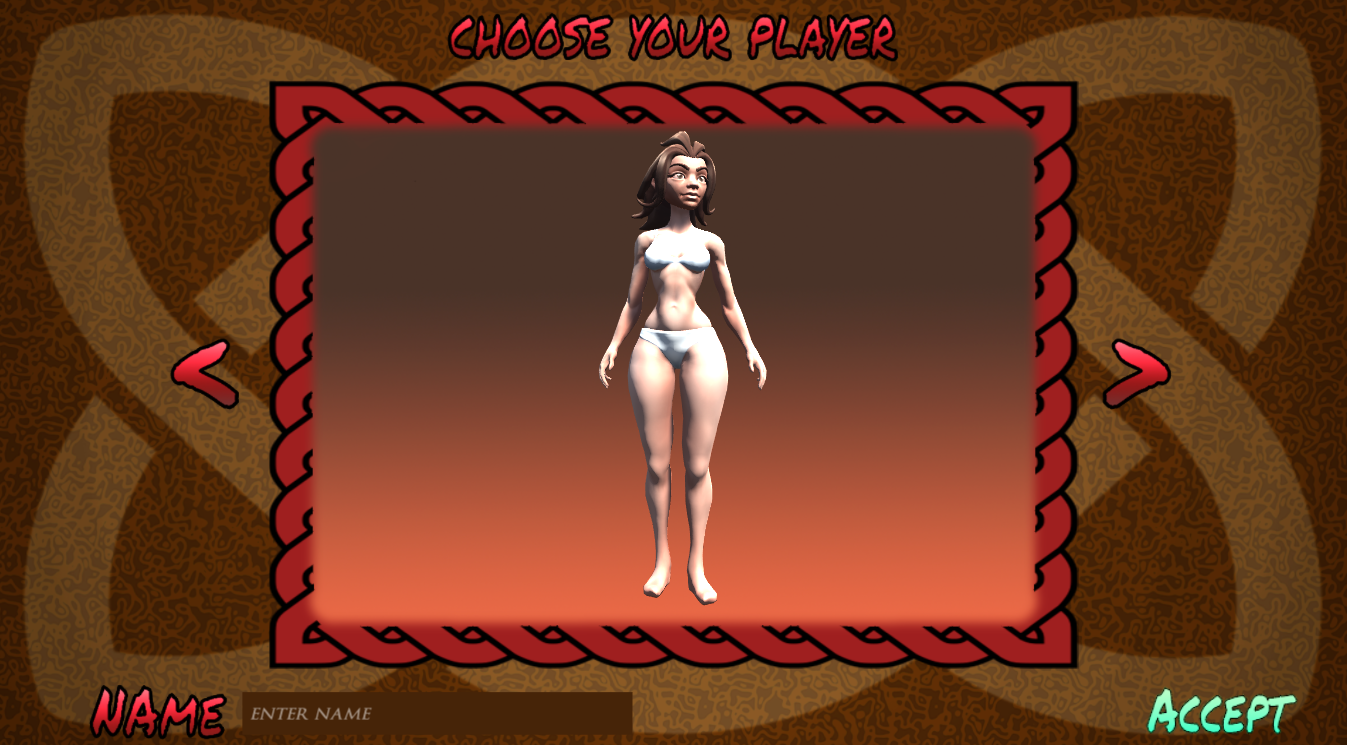 CHOOSE YOUR PLAYER
<
>
NAme
ENTER NAME
ACCEPT